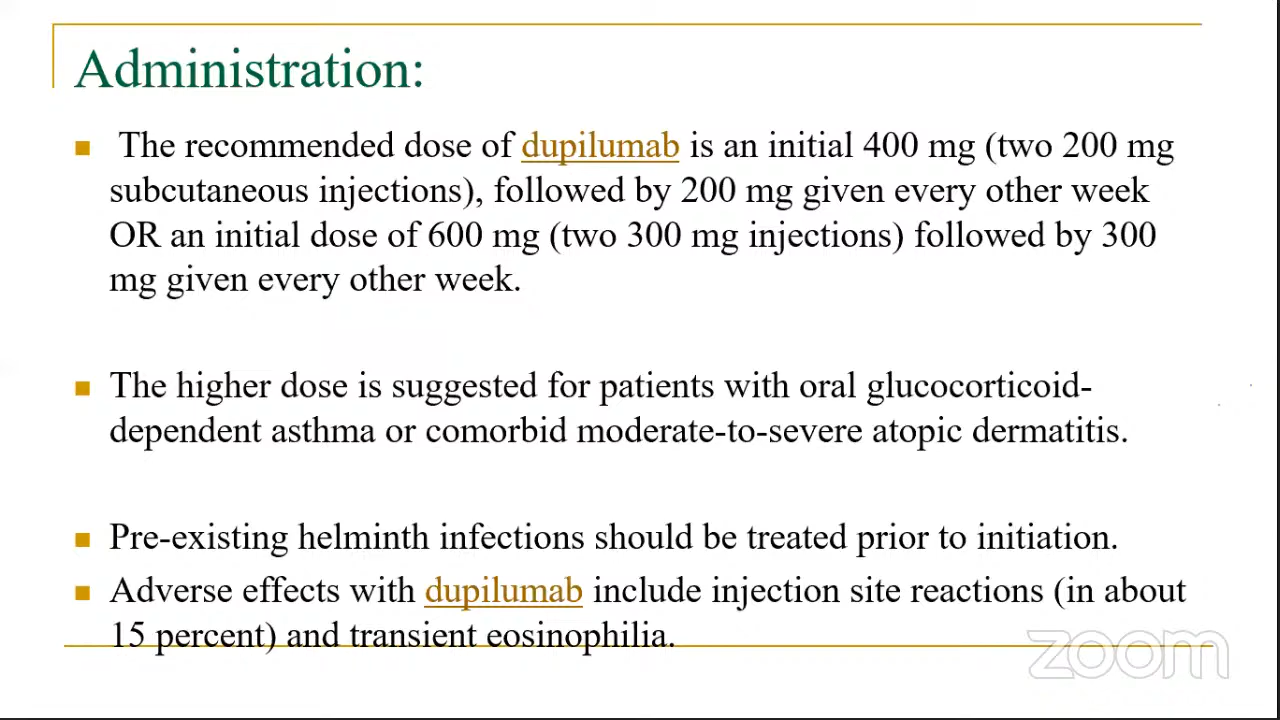 Administration:
The recommended dose of dupilumab is an initial 400 mg (two 200 mg
subcutaneous injections), followed by 200 mg given every other week
OR an initial dose of 600 mg (two 300 mg injections) followed by 300
mg given every other week.
The higher dose is suggested for patients with oral glucocorticoid-
dependent asthma or comorbid moderate-to-severe atopic dermatitis.
Pre-existing helminth infections should be treated prior to initiation.
Adverse effects with dupilumab include injection site reactions (in about
15 percent) and transient eosinophilia.
zoom